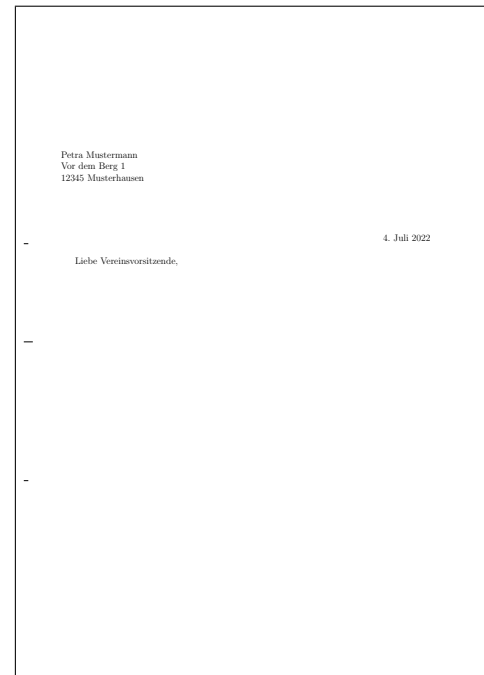 Petra Mustermann
Vor dem Berg 1
12345 Musterhausen
4. Juli 2022
Liebe Vereinsvorsitzende,